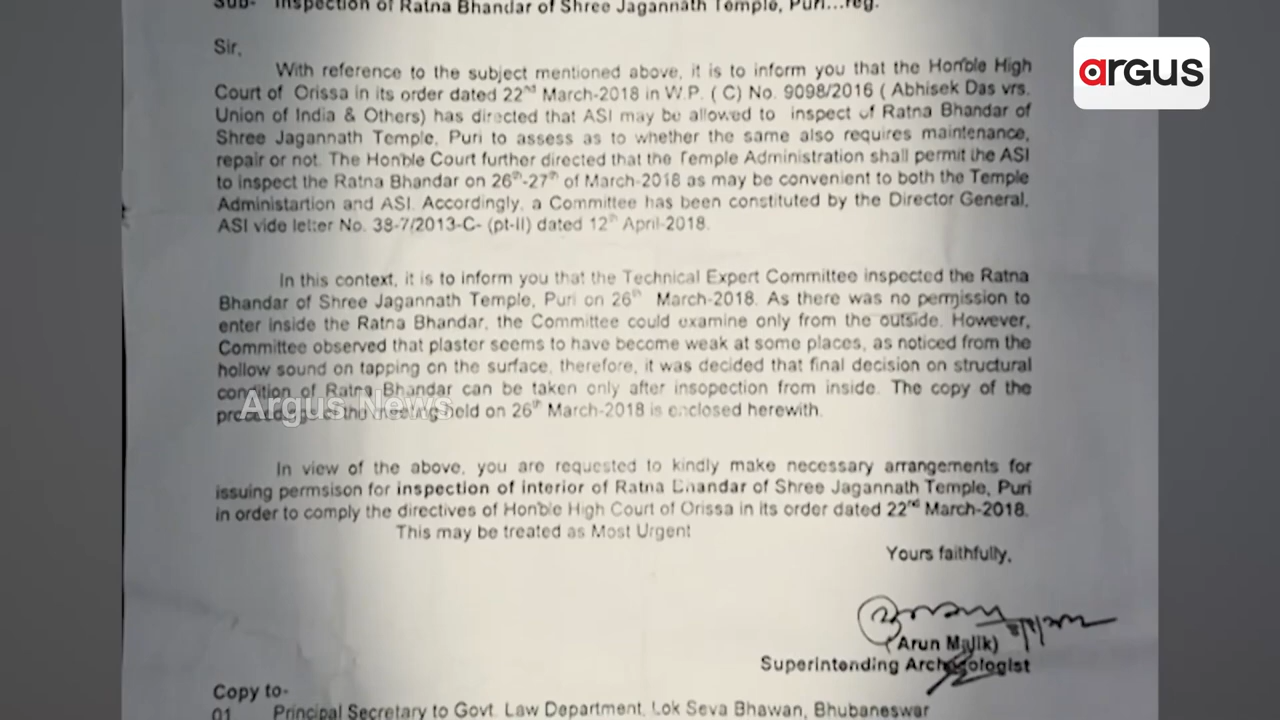 Sub- Inspection of Ratna Bhandar of Shree Jagannath Temple, Puri...reg.
argus
Sir,
With reference to the subject mentioned above, it is to inform you that the Hon'ble High
Court of Orissa in its order dated 22nd March-2018 in W.P. ( C) No. 9098/2016 ( Abhisek Das vrs.
Union of India & Others) has directed that ASI may be allowed to inspect of Ratna Bhandar of
Shree Jagannath Temple, Puri to assess as to whether the same also requires maintenance,
repair or not. The Hon'ble Court further directed that the Temple Administration shall permit the ASI
to inspect the Ratna Bhandar on 26th-27th of March-2018 as may be convenient to both the Temple
Administartion and ASI. Accordingly, a Committee has been constituted by the Director General,
ASI vide letter No. 38-7/2013-C- (pt-II) dated 12th April-2018.
In this context, it is to inform you that the Technical Expert Committee inspected the Ratna
Bhandar of Shree Jagannath Temple, Puri on 26th March-2018. As there was no permission to
enter inside the Ratna Bhandar, the Committee could examine only from the outside. However,
Committee observed that plaster seems to have become weak at some places, as noticed from the
hollow sound on tapping on the surface, therefore, it was decided that final decision on structural
condition of Ratna Bhandar can be taken only after insopection from inside. The copy of the
held on 26th March-2018 is enclosed herewith.
Argus News
In view of the above, you are requested to kindly make necessary arrangements for
issuing permsison for inspection of interior of Ratna Bhandar of Shree Jagannath Temple, Puri
in order to comply the directives of Hon'ble High Court of Orissa in its order dated 22nd March-2018.
This may be treated as Most Urgent
Yours faithfully,
(Arun Malik)
Superintending Archaeologist
Copy to-
01 Principal Secretary to Govt. Law Department, Lok Seva Bhawan, Bhubaneswar